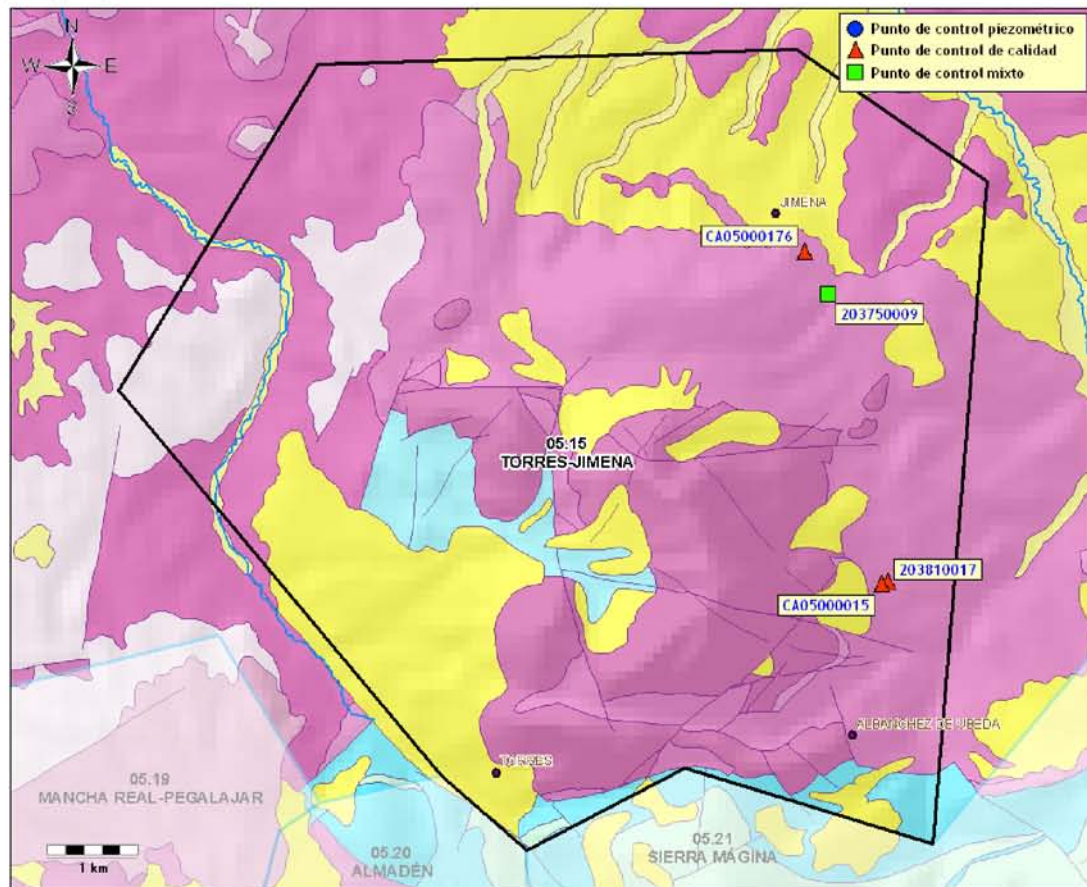 N
W E
S
Punto de control piezométrico
Punto de control de calidad
Punto de control mixto
JIMENA
CA05000176
203750009
05.15
TORRES-JIMENA
203810017
CA05000015
ALBANCHEZ DE UBEDA
TORRES
05.19
MANCHA REAL-PEGALAJAR
05.21
SIERRA MÁGINA
05.20
ALMADÉN
1 km